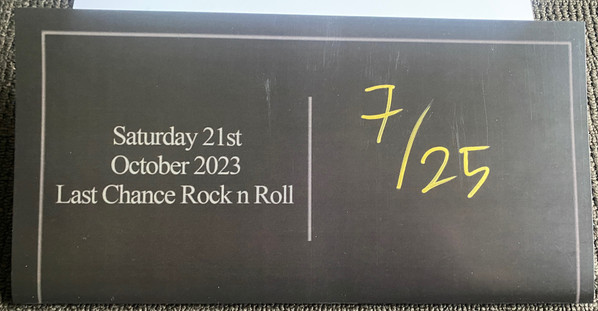 Saturday 21st
October 2023
Last Chance Rock n Roll
7/25